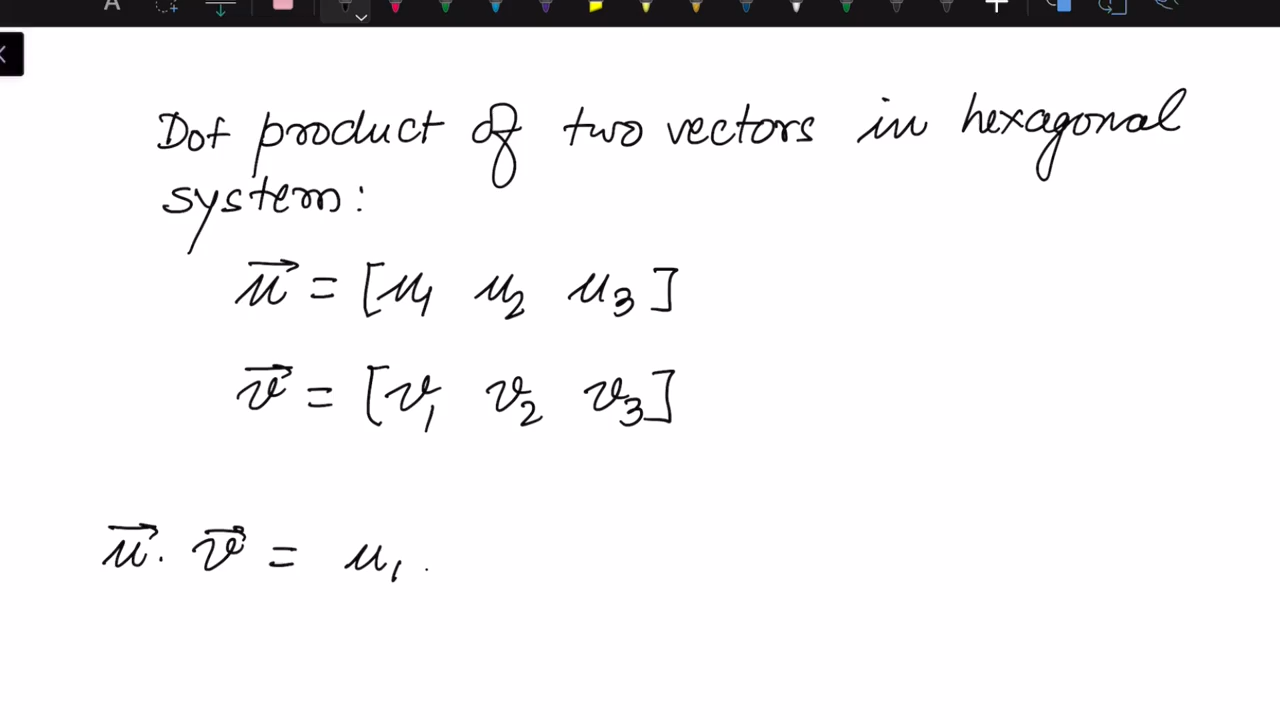 Dot product of two vectors in hexagonal
system:
u⃗ = [u₁ u₂ u₃]
v⃗ = [v₁ v₂ v₃]
u⃗ . v⃗ = u₁ .